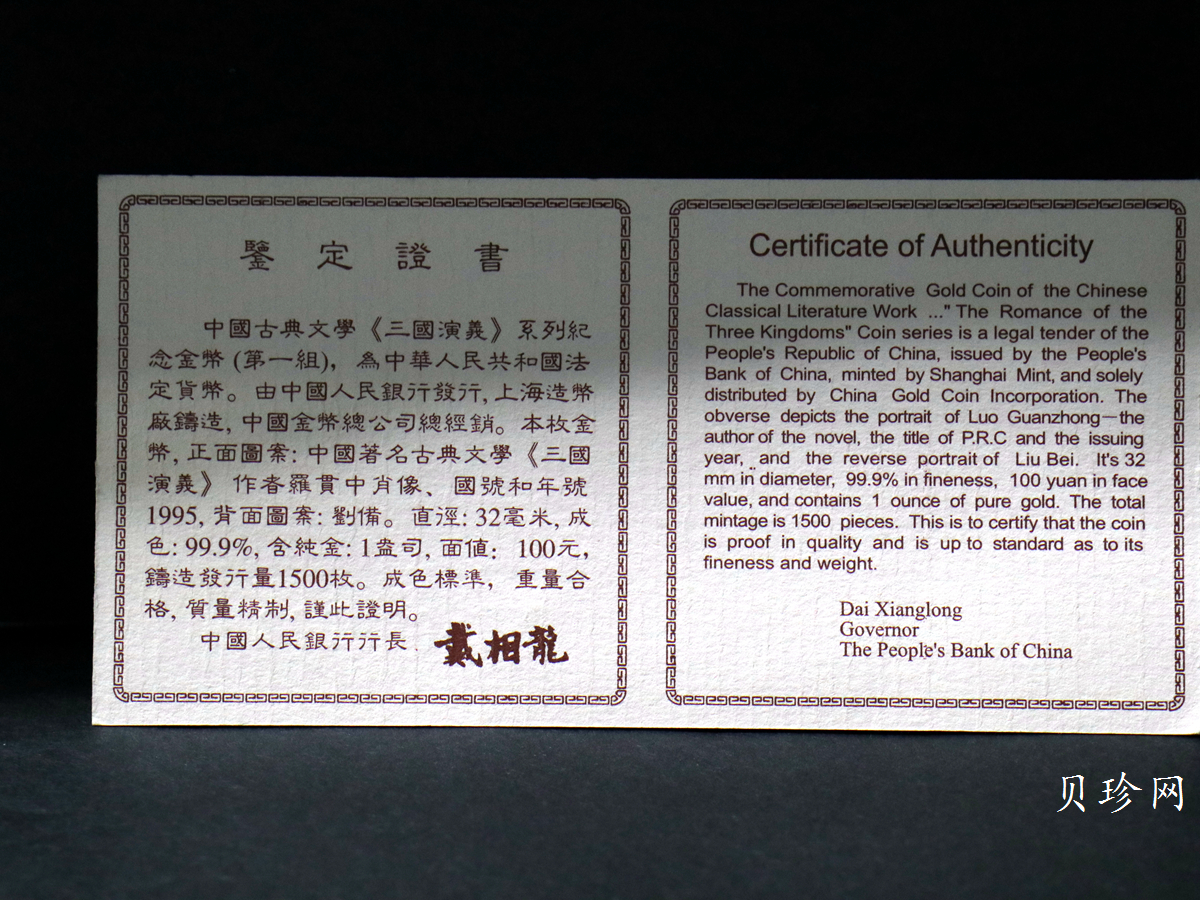 鑒定證書
中國古典文學《三國演義》系列紀
念金幣(第一組), 為中華人民共和國法
定貨幣。由中國人民銀行發行, 上海造幣
廠鑄造, 中國金幣總公司總經銷。本枚金
幣, 正面圖案: 中國著名古典文學《三國
演義》作者羅貫中肖像、國號和年號
1995, 背面圖案: 劉備。直徑: 32毫米, 成
色: 99.9%, 含純金: 1盎司, 面值: 100元,
鑄造發行量1500枚。成色標準, 重量合
格, 質量精制, 謹此證明。
中國人民銀行行長 戴相龍
Certificate of Authenticity
The Commemorative Gold Coin of the Chinese
Classical Literature Work ..." The Romance of the
Three Kingdoms" Coin series is a legal tender of the
People's Republic of China, issued by the People's
Bank of China, minted by Shanghai Mint, and solely
distributed by China Gold Coin Incorporation. The
obverse depicts the portrait of Luo Guanzhong—the
author of the novel, the title of P.R.C and the issuing
year, and the reverse portrait of Liu Bei. It's 32
mm in diameter, 99.9% in fineness, 100 yuan in face
value, and contains 1 ounce of pure gold. The total
mintage is 1500 pieces. This is to certify that the coin
is proof in quality and is up to standard as to its
fineness and weight.
Dai Xianglong
Governor
The People's Bank of China
贝珍网